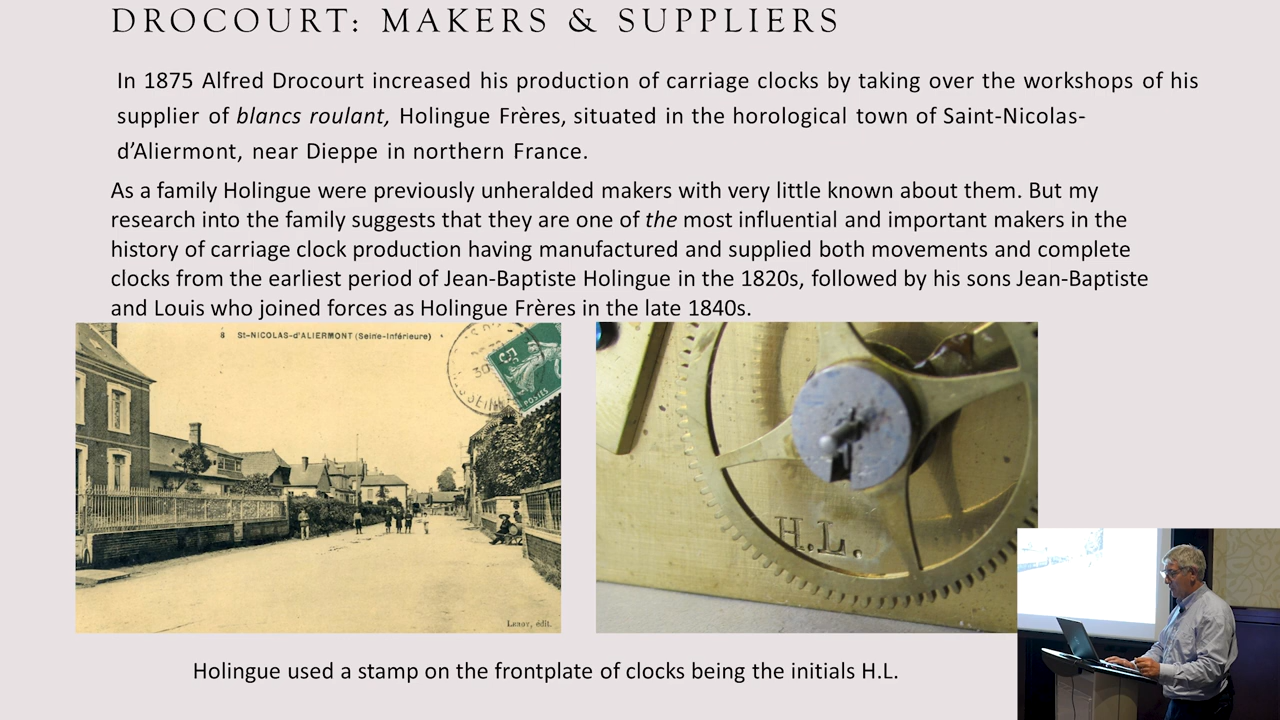 DROCOURT: MAKERS & SUPPLIERS
In 1875 Alfred Drocourt increased his production of carriage clocks by taking over the workshops of his
supplier of blancs roulant, Holingue Frères, situated in the horological town of Saint-Nicolas-
d’Aliermont, near Dieppe in northern France.
As a family Holingue were previously unheralded makers with very little known about them. But my
research into the family suggests that they are one of the most influential and important makers in the
history of carriage clock production having manufactured and supplied both movements and complete
clocks from the earliest period of Jean-Baptiste Holingue in the 1820s, followed by his sons Jean-Baptiste
and Louis who joined forces as Holingue Frères in the late 1840s.
8 St-NICOLAS-d'ALIERMONT (Seine-Inférieure)
5c
POSTES
30
Lenor, édit.
H.L.
Holingue used a stamp on the frontplate of clocks being the initials H.L.